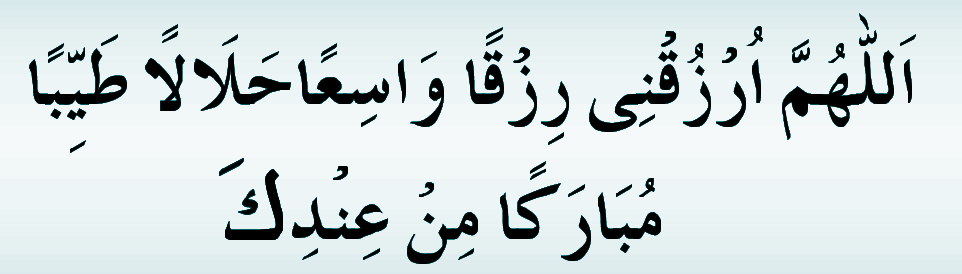 اَللّٰهُمَّ اُرْزُقْنِى رِزْقًا وَاسِعًا حَلَالًا طَيِّبًا
مُبَارَكًا مِنْ عِنْدِكَ